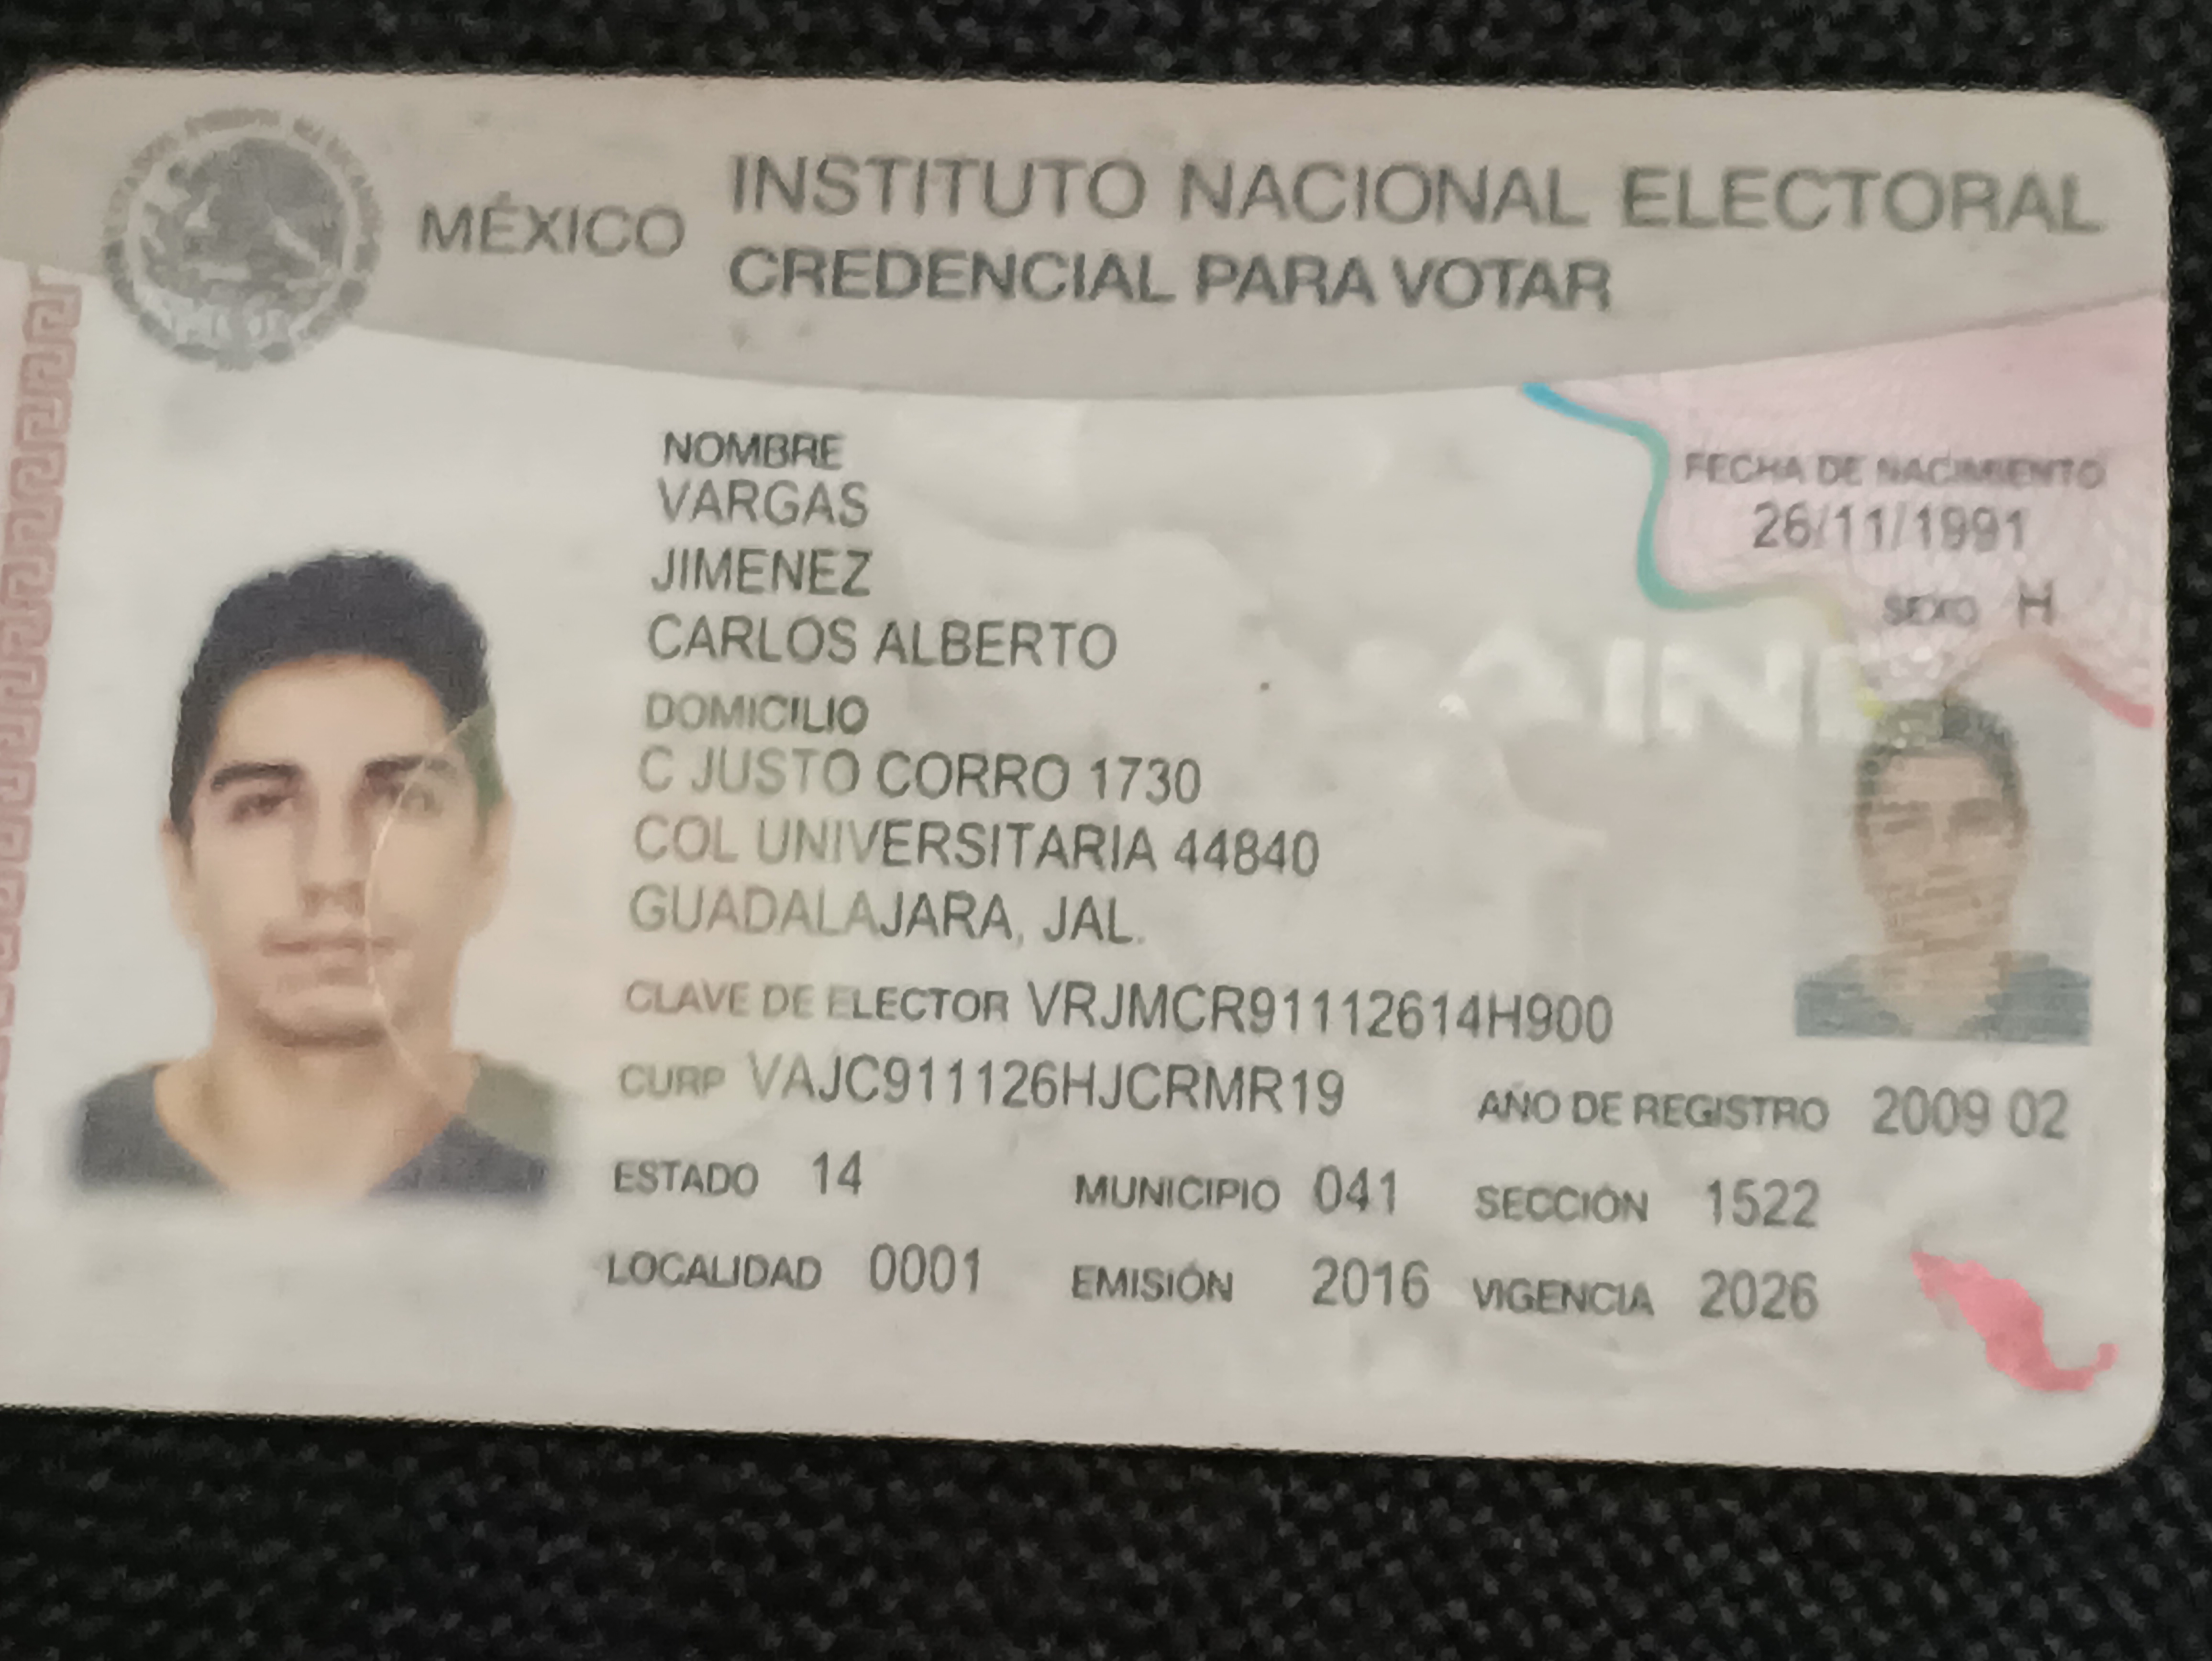 MÉXICO
INSTITUTO NACIONAL ELECTORAL
CREDENCIAL PARA VOTAR
NOMBRE
VARGAS
JIMENEZ
CARLOS ALBERTO
FECHA DE NACIMIENTO
26/11/1991
SEXO H
DOMICILIO
C JUSTO CORRO 1730
COL UNIVERSITARIA 44840
GUADALAJARA, JAL.
INE
CLAVE DE ELECTOR VRJMCR91112614H900
CURP VAJC911126HJCRMR19
AÑO DE REGISTRO 2009 02
ESTADO 14
MUNICIPIO 041
SECCIÓN 1522
LOCALIDAD 0001
EMISIÓN 2016
VIGENCIA 2026